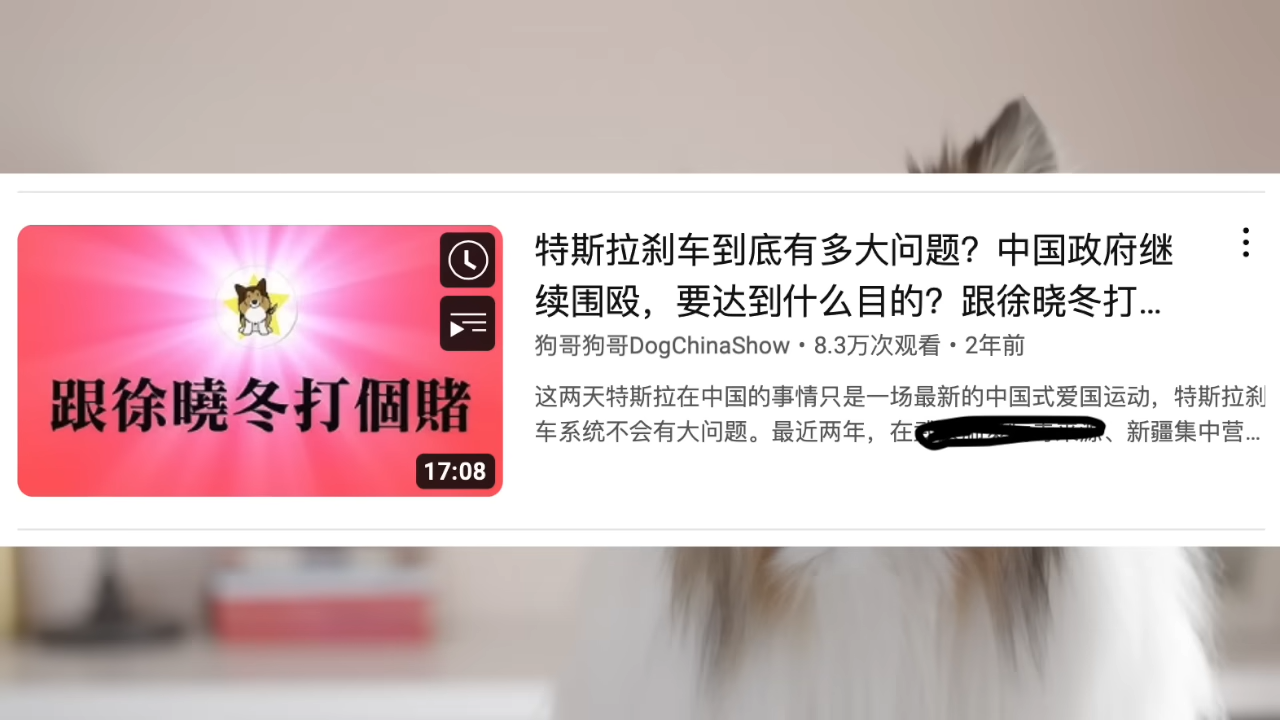 特斯拉刹车到底有多大问题？中国政府继
续围殴，要达到什么目的？跟徐晓冬打...
狗哥狗哥DogChinaShow・8.3万次观看・2年前
这两天特斯拉在中国的事情只是一场最新的中国式爱国运动，特斯拉刹
车系统不会有大问题。最近两年，在、新疆集中营...
跟徐曉冬打個賭
17:08